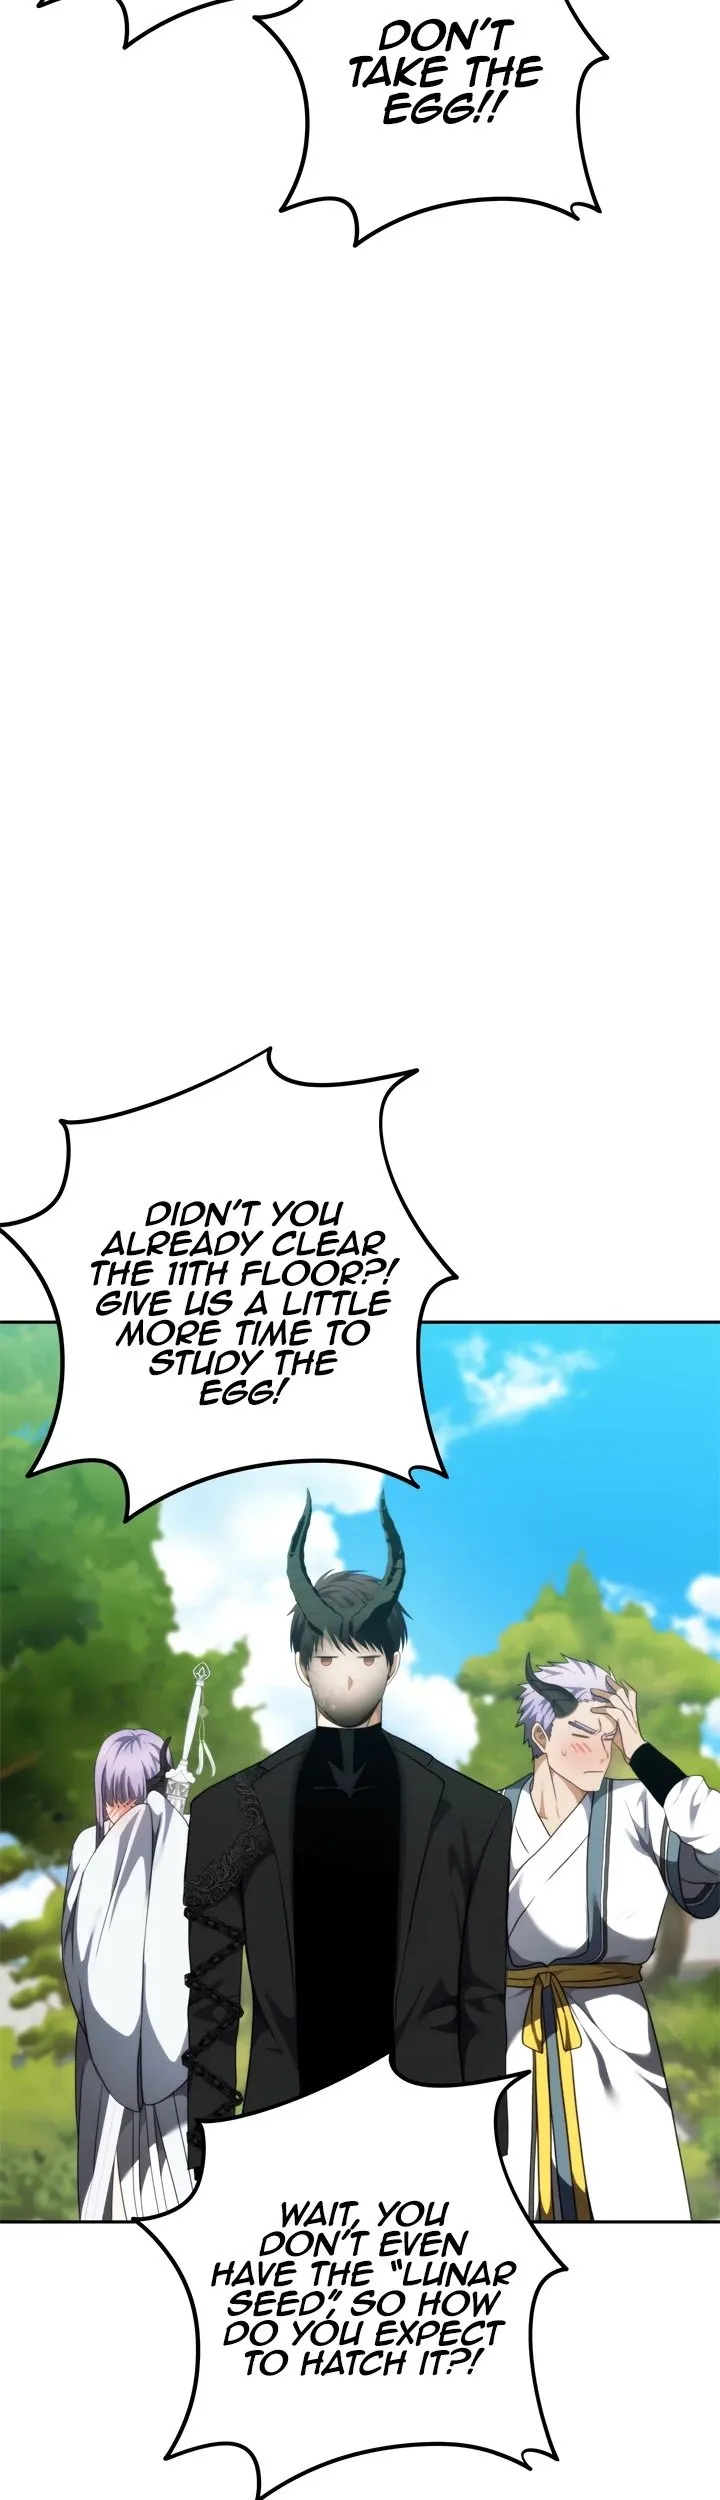 DON'T
TAKE THE
EGG!!
DIDN'T YOU
ALREADY CLEAR
THE 11TH FLOOR?!
GIVE US A LITTLE
MORE TIME TO
STUDY THE
EGG!
WAIT, YOU
DON'T EVEN
HAVE THE "LUNAR
SEED", SO HOW
DO YOU EXPECT
TO HATCH IT?!